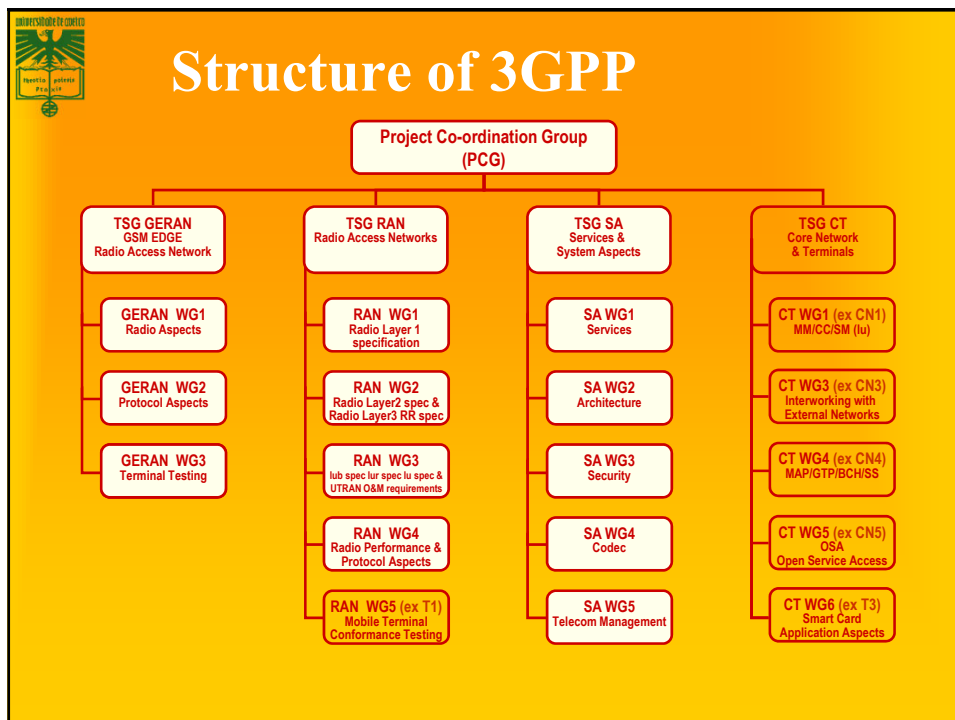 universidade de aveiro
theoria poiesis
praxis
Structure of 3GPP
Project Co-ordination Group
(PCG)
TSG GERAN
GSM EDGE
Radio Access Network
GERAN WG1
Radio Aspects
GERAN WG2
Protocol Aspects
GERAN WG3
Terminal Testing
TSG RAN
Radio Access Networks
RAN WG1
Radio Layer 1
specification
RAN WG2
Radio Layer2 spec &
Radio Layer3 RR spec
RAN WG3
Iub spec Iur spec Iu spec &
UTRAN O&M requirements
RAN WG4
Radio Performance &
Protocol Aspects
RAN WG5 (ex T1)
Mobile Terminal
Conformance Testing
TSG SA
Services &
System Aspects
SA WG1
Services
SA WG2
Architecture
SA WG3
Security
SA WG4
Codec
SA WG5
Telecom Management
TSG CT
Core Network
& Terminals
CT WG1 (ex CN1)
MM/CC/SM (Iu)
CT WG3 (ex CN3)
Interworking with
External Networks
CT WG4 (ex CN4)
MAP/GTP/BCH/SS
CT WG5 (ex CN5)
OSA
Open Service Access
CT WG6 (ex T3)
Smart Card
Application Aspects